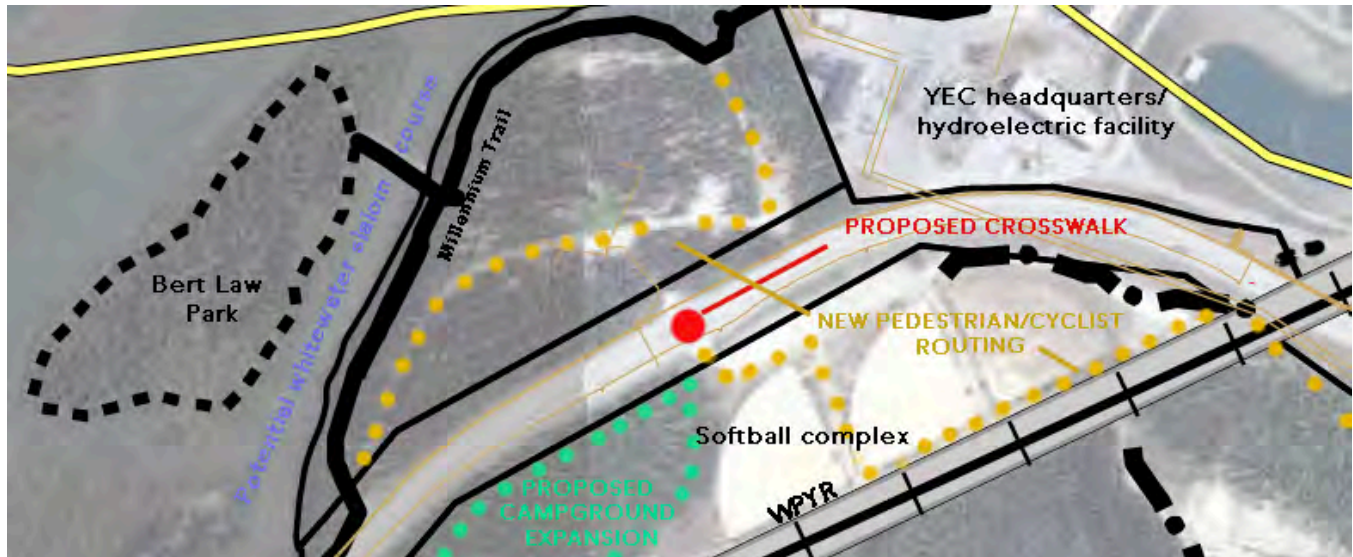 YEC headquarters/
hydroelectric facility
Potential whitewater slalom course
Millennium Trail
PROPOSED CROSSWALK
Bert Law
Park
NEW PEDESTRIAN/CYCLIST
ROUTING
Softball complex
PROPOSED
CAMPGROUND
EXPANSION
WPYR